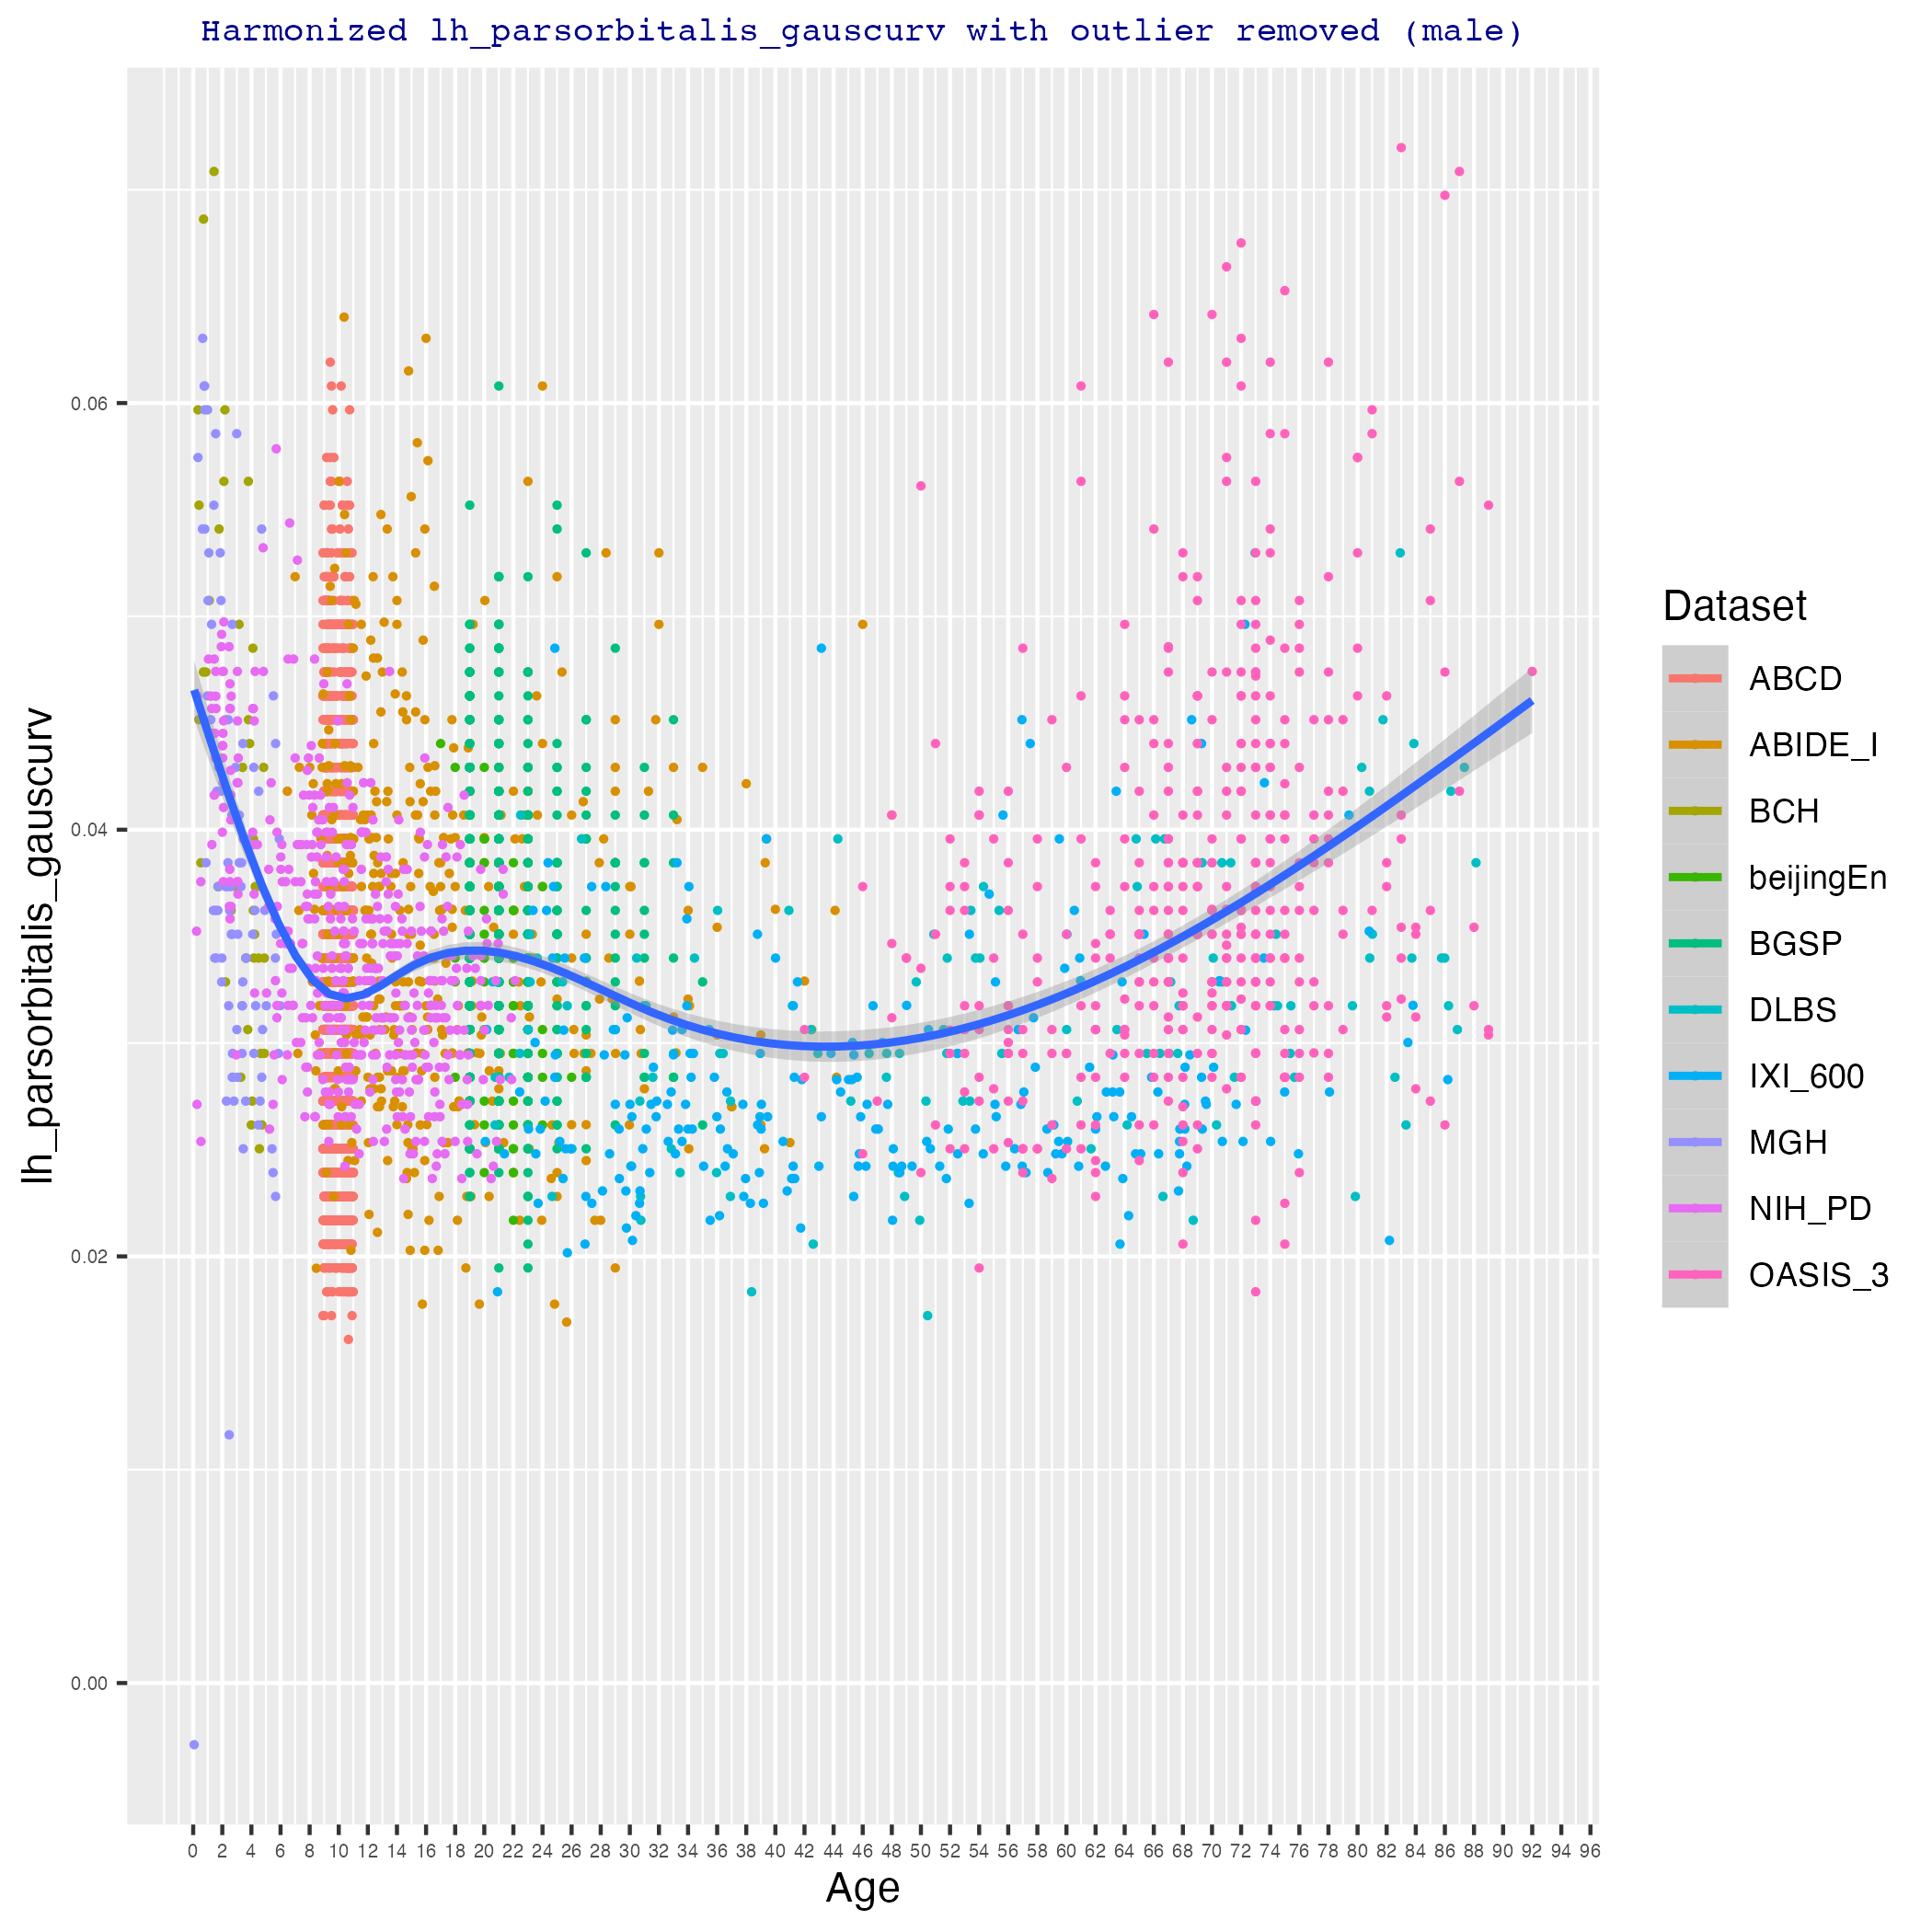 Harmonized lh_parsorbitalis_gauscurv with outlier removed (male)
lh_parsorbitalis_gauscurv
0.06
0.04
0.02
0.00
0 2 4 6 8 10 12 14 16 18 20 22 24 26 28 30 32 34 36 38 40 42 44 46 48 50 52 54 56 58 60 62 64 66 68 70 72 74 76 78 80 82 84 86 88 90 92 94 96
Age
Dataset
ABCD
ABIDE_I
BCH
beijingEn
BGSP
DLBS
IXI_600
MGH
NIH_PD
OASIS_3